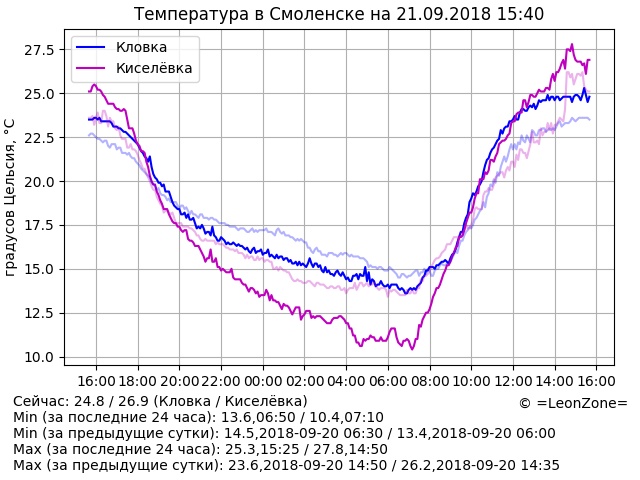 Температура в Смоленске на 21.09.2018 15:40
Кловка
Киселёвка
градусов Цельсия, °C
27.5
25.0
22.5
20.0
17.5
15.0
12.5
10.0
16:00 18:00 20:00 22:00 00:00 02:00 04:00 06:00 08:00 10:00 12:00 14:00 16:00
Сейчас: 24.8 / 26.9 (Кловка / Киселёвка)
© =LeonZone=
Min (за последние 24 часа): 13.6,06:50 / 10.4,07:10
Min (за предыдущие сутки): 14.5,2018-09-20 06:30 / 13.4,2018-09-20 06:00
Max (за последние 24 часа): 25.3,15:25 / 27.8,14:50
Max (за предыдущие сутки): 23.6,2018-09-20 14:50 / 26.2,2018-09-20 14:35